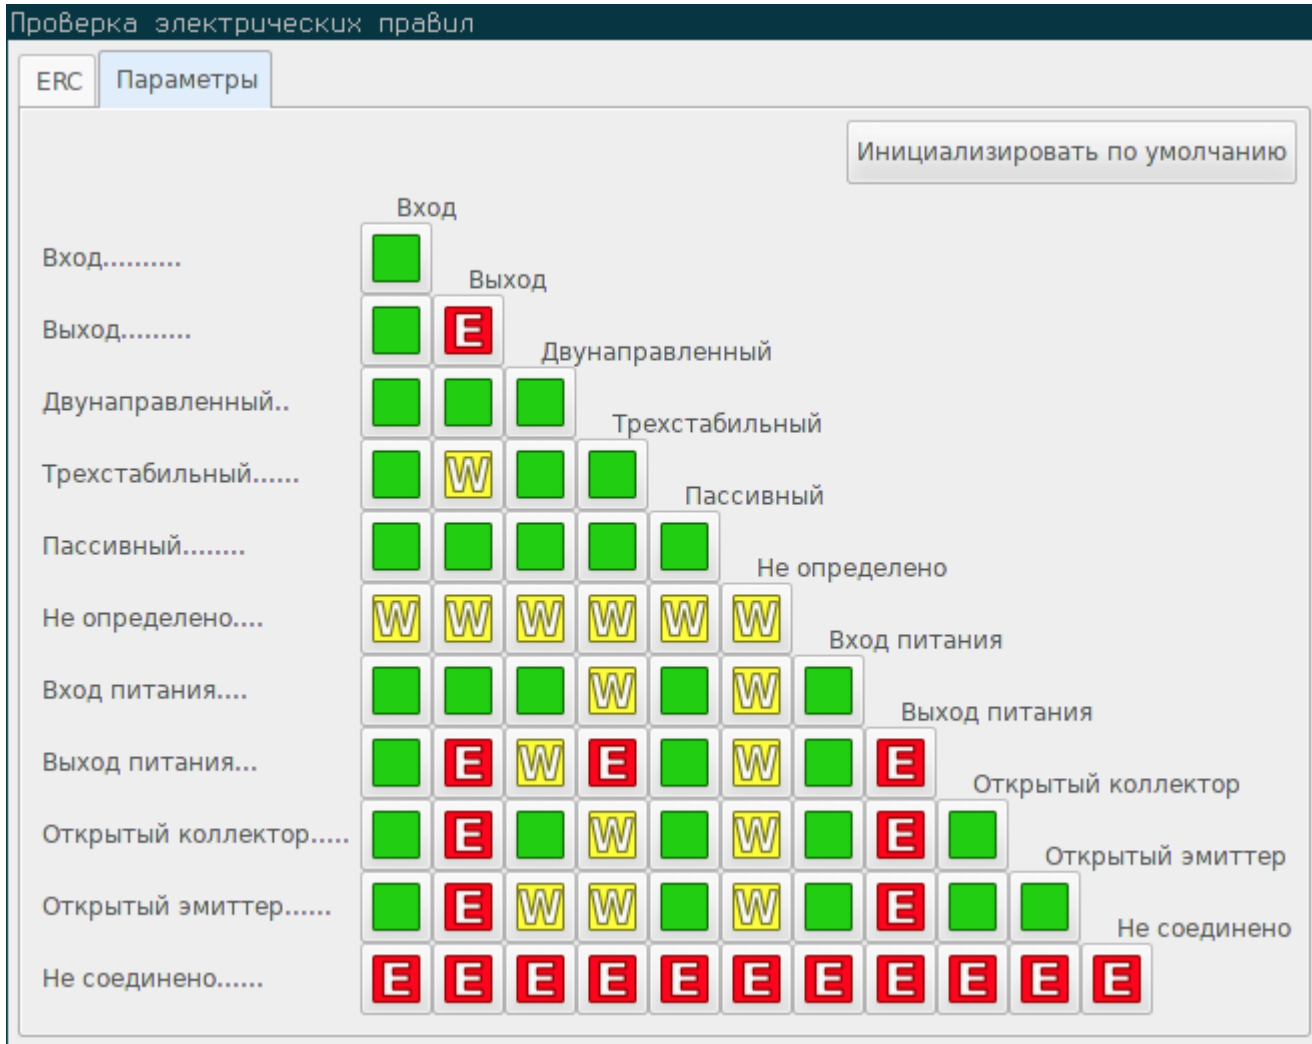 Проверка электрических правил
ERC Параметры
Инициализировать по умолчанию
Вход
Вход..........
Выход
Выход......... E
Двунаправленный
Двунаправленный..
Трехстабильный
Трехстабильный...... W
Пассивный
Пассивный........
Не определено
Не определено.... W W W W W W
Вход питания
Вход питания.... W W
Выход питания
Выход питания... E W E W E
Открытый коллектор
Открытый коллектор..... E W W E
Открытый эмиттер
Открытый эмиттер...... E W W W E
Не соединено
Не соединено...... E E E E E E E E E E E